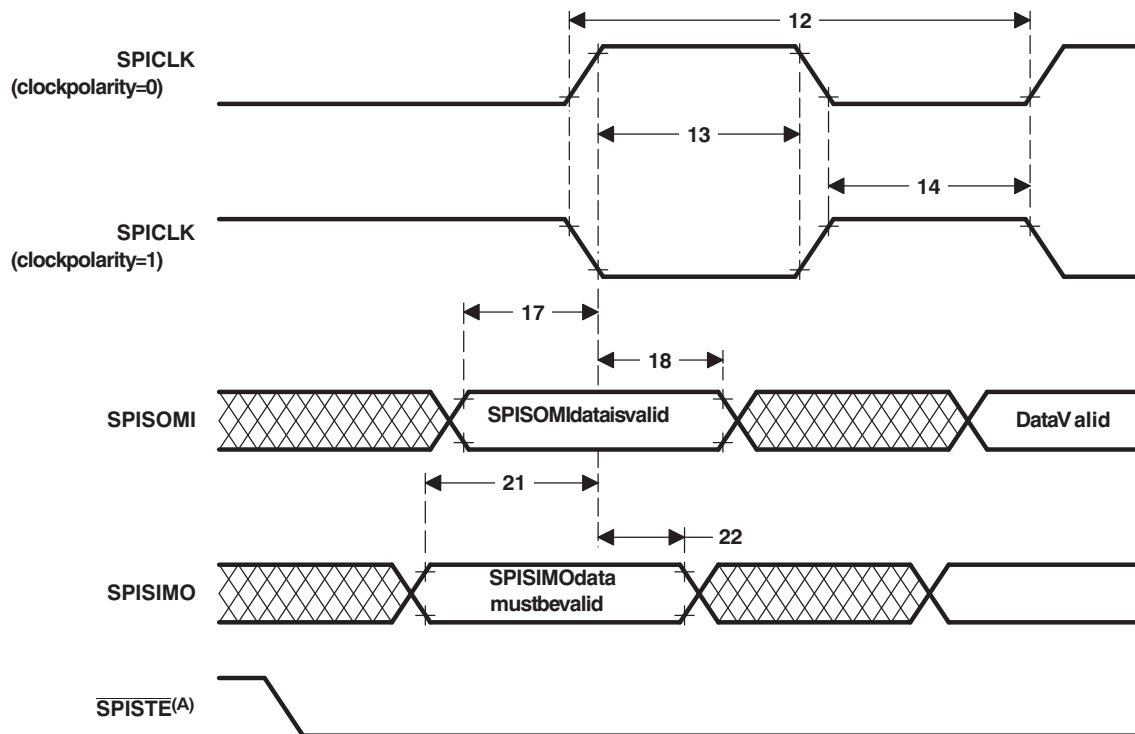 12
SPICLK
(clockpolarity=0)
13
14
SPICLK
(clockpolarity=1)
17
18
SPISOMI
SPISOMIdataisvalid
DataV alid
21
22
SPISIMO
SPISIMOdata
mustbevalid
SPISTE(A)